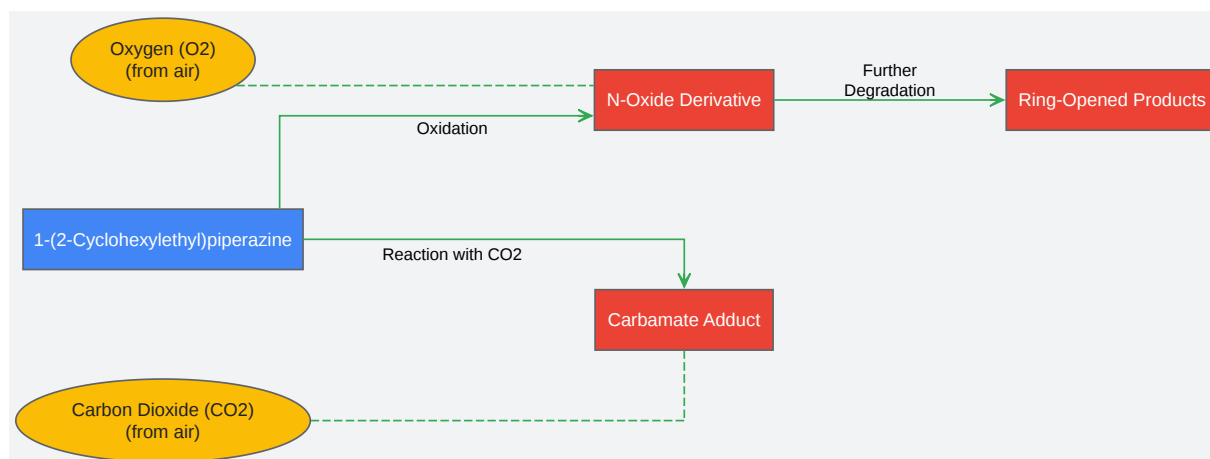 Oxygen (O2)
(from air)
N-Oxide Derivative
Further
Degradation
Ring-Opened Products
Oxidation
1-(2-Cyclohexylethyl)piperazine
Reaction with CO2
Carbamate Adduct
Carbon Dioxide (CO2)
(from air)